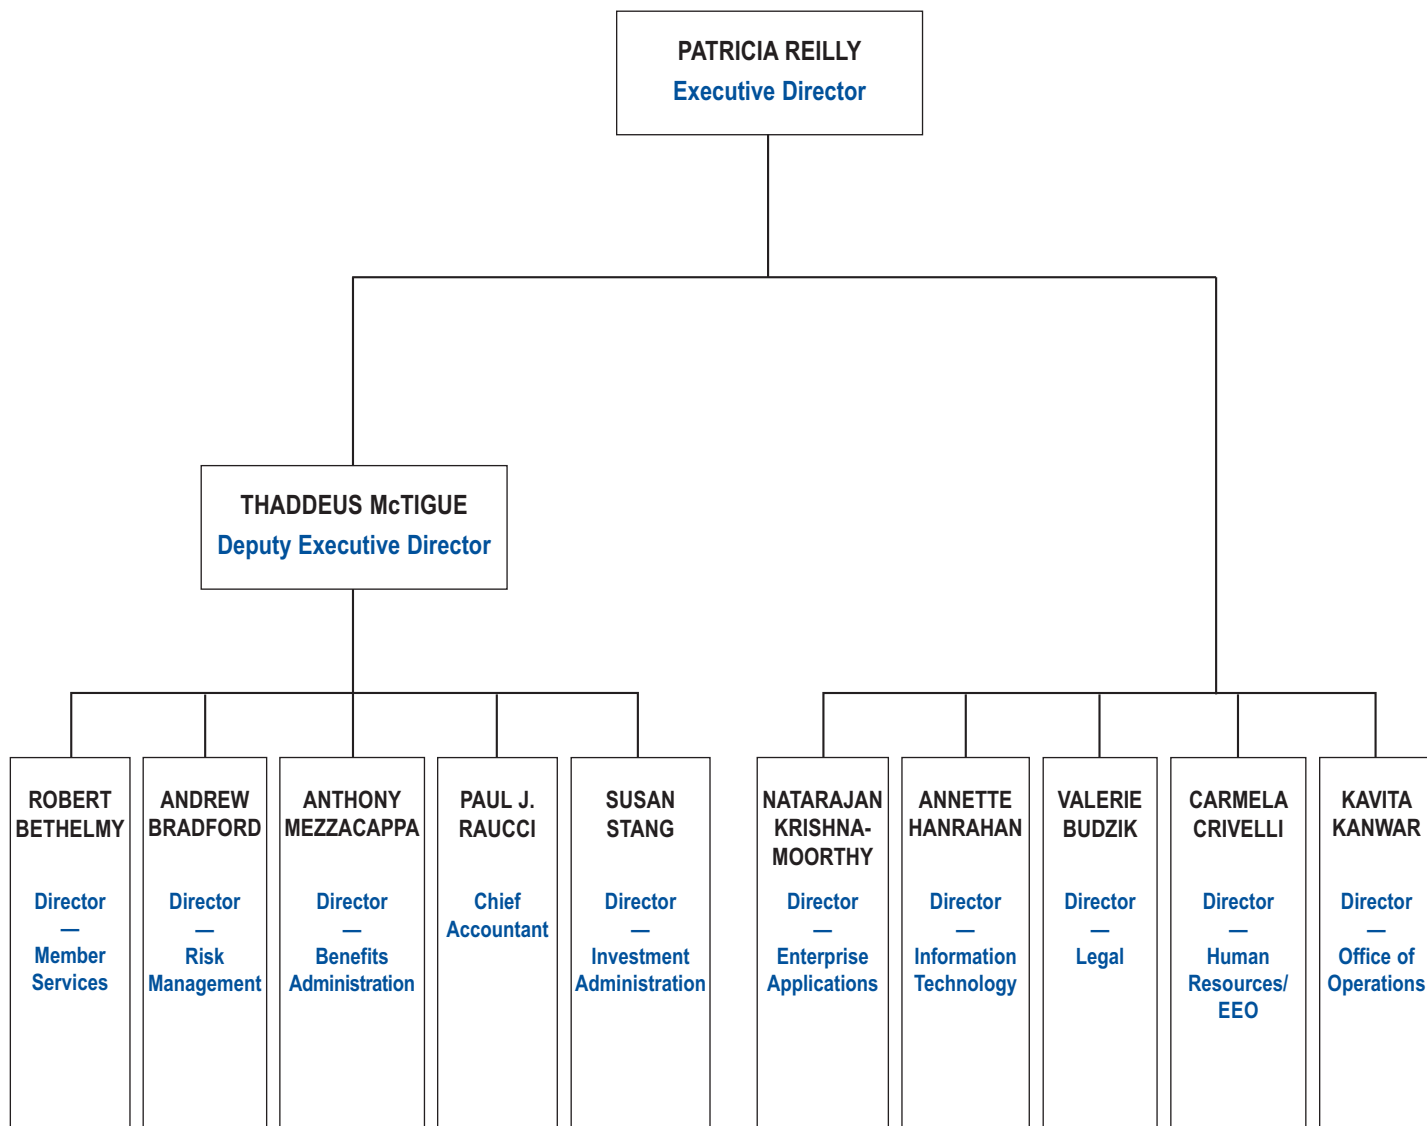 PATRICIA REILLY
Executive Director
THADDEUS McTIGUE
Deputy Executive Director
ROBERT
BETHELMY
Director
—
Member
Services
ANDREW
BRADFORD
Director
—
Risk
Management
ANTHONY
MEZZACAPPA
Director
—
Benefits
Administration
PAUL J.
RAUCCI
Chief
Accountant
SUSAN
STANG
Director
—
Investment
Administration
NATARAJAN
KRISHNA-
MOORTHY
Director
—
Enterprise
Applications
ANNETTE
HANRAHAN
Director
—
Information
Technology
VALERIE
BUDZIK
Director
—
Legal
CARMELA
CRIVELLI
Director
—
Human
Resources/
EEO
KAVITA
KANWAR
Director
—
Office of
Operations